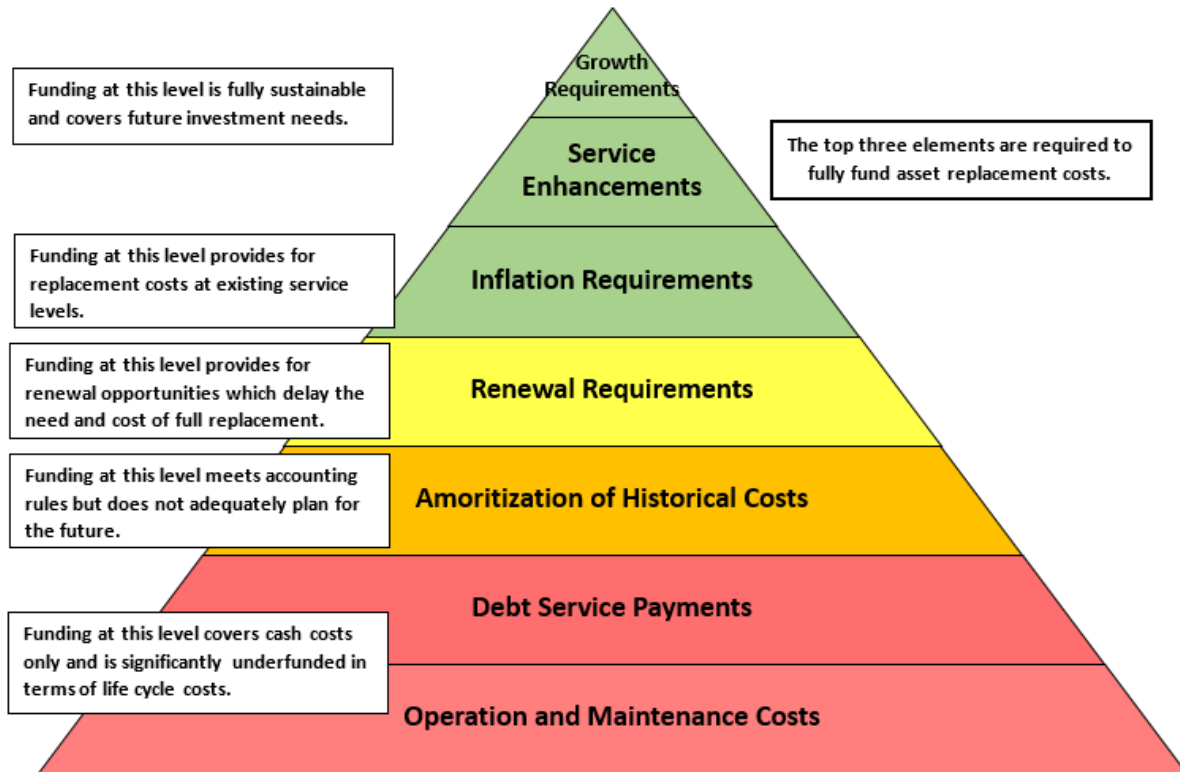 Growth
Requirements
Funding at this level is fully sustainable
and covers future investment needs.
The top three elements are required to
fully fund asset replacement costs.
Service
Enhancements
Funding at this level provides for
replacement costs at existing service
levels.
Inflation Requirements
Funding at this level provides for
renewal opportunities which delay the
need and cost of full replacement.
Renewal Requirements
Funding at this level meets accounting
rules but does not adequately plan for
the future.
Amoritization of Historical Costs
Debt Service Payments
Funding at this level covers cash costs
only and is significantly underfunded in
terms of life cycle costs.
Operation and Maintenance Costs